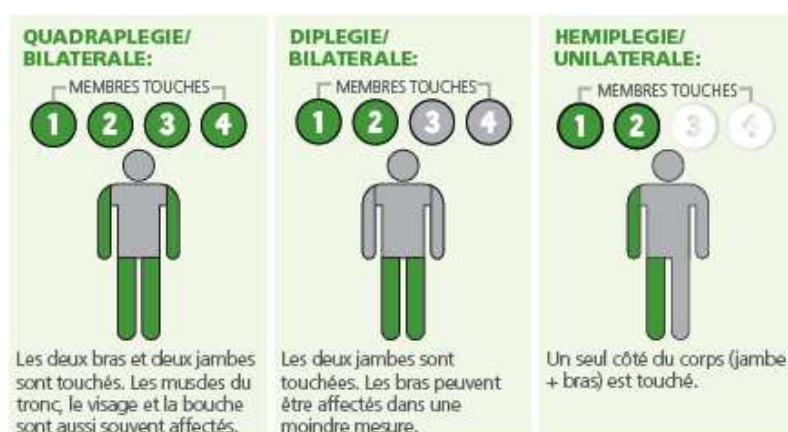 QUADRAPLEGIE/
BILATERALE:
MEMBRES TOUCHES
1 2 3 4
Les deux bras et deux jambes
sont touchés. Les muscles du
tronc, le visage et la bouche
sont aussi souvent affectés.
DIPLEGIE/
BILATERALE:
MEMBRES TOUCHES
1 2 3 4
Les deux jambes sont
touchées. Les bras peuvent
être affectés dans une
moindre mesure.
HEMIPLEGIE/
UNILATERALE:
MEMBRES TOUCHES
1 2 3 4
Un seul côté du corps (jambe
+ bras) est touché.